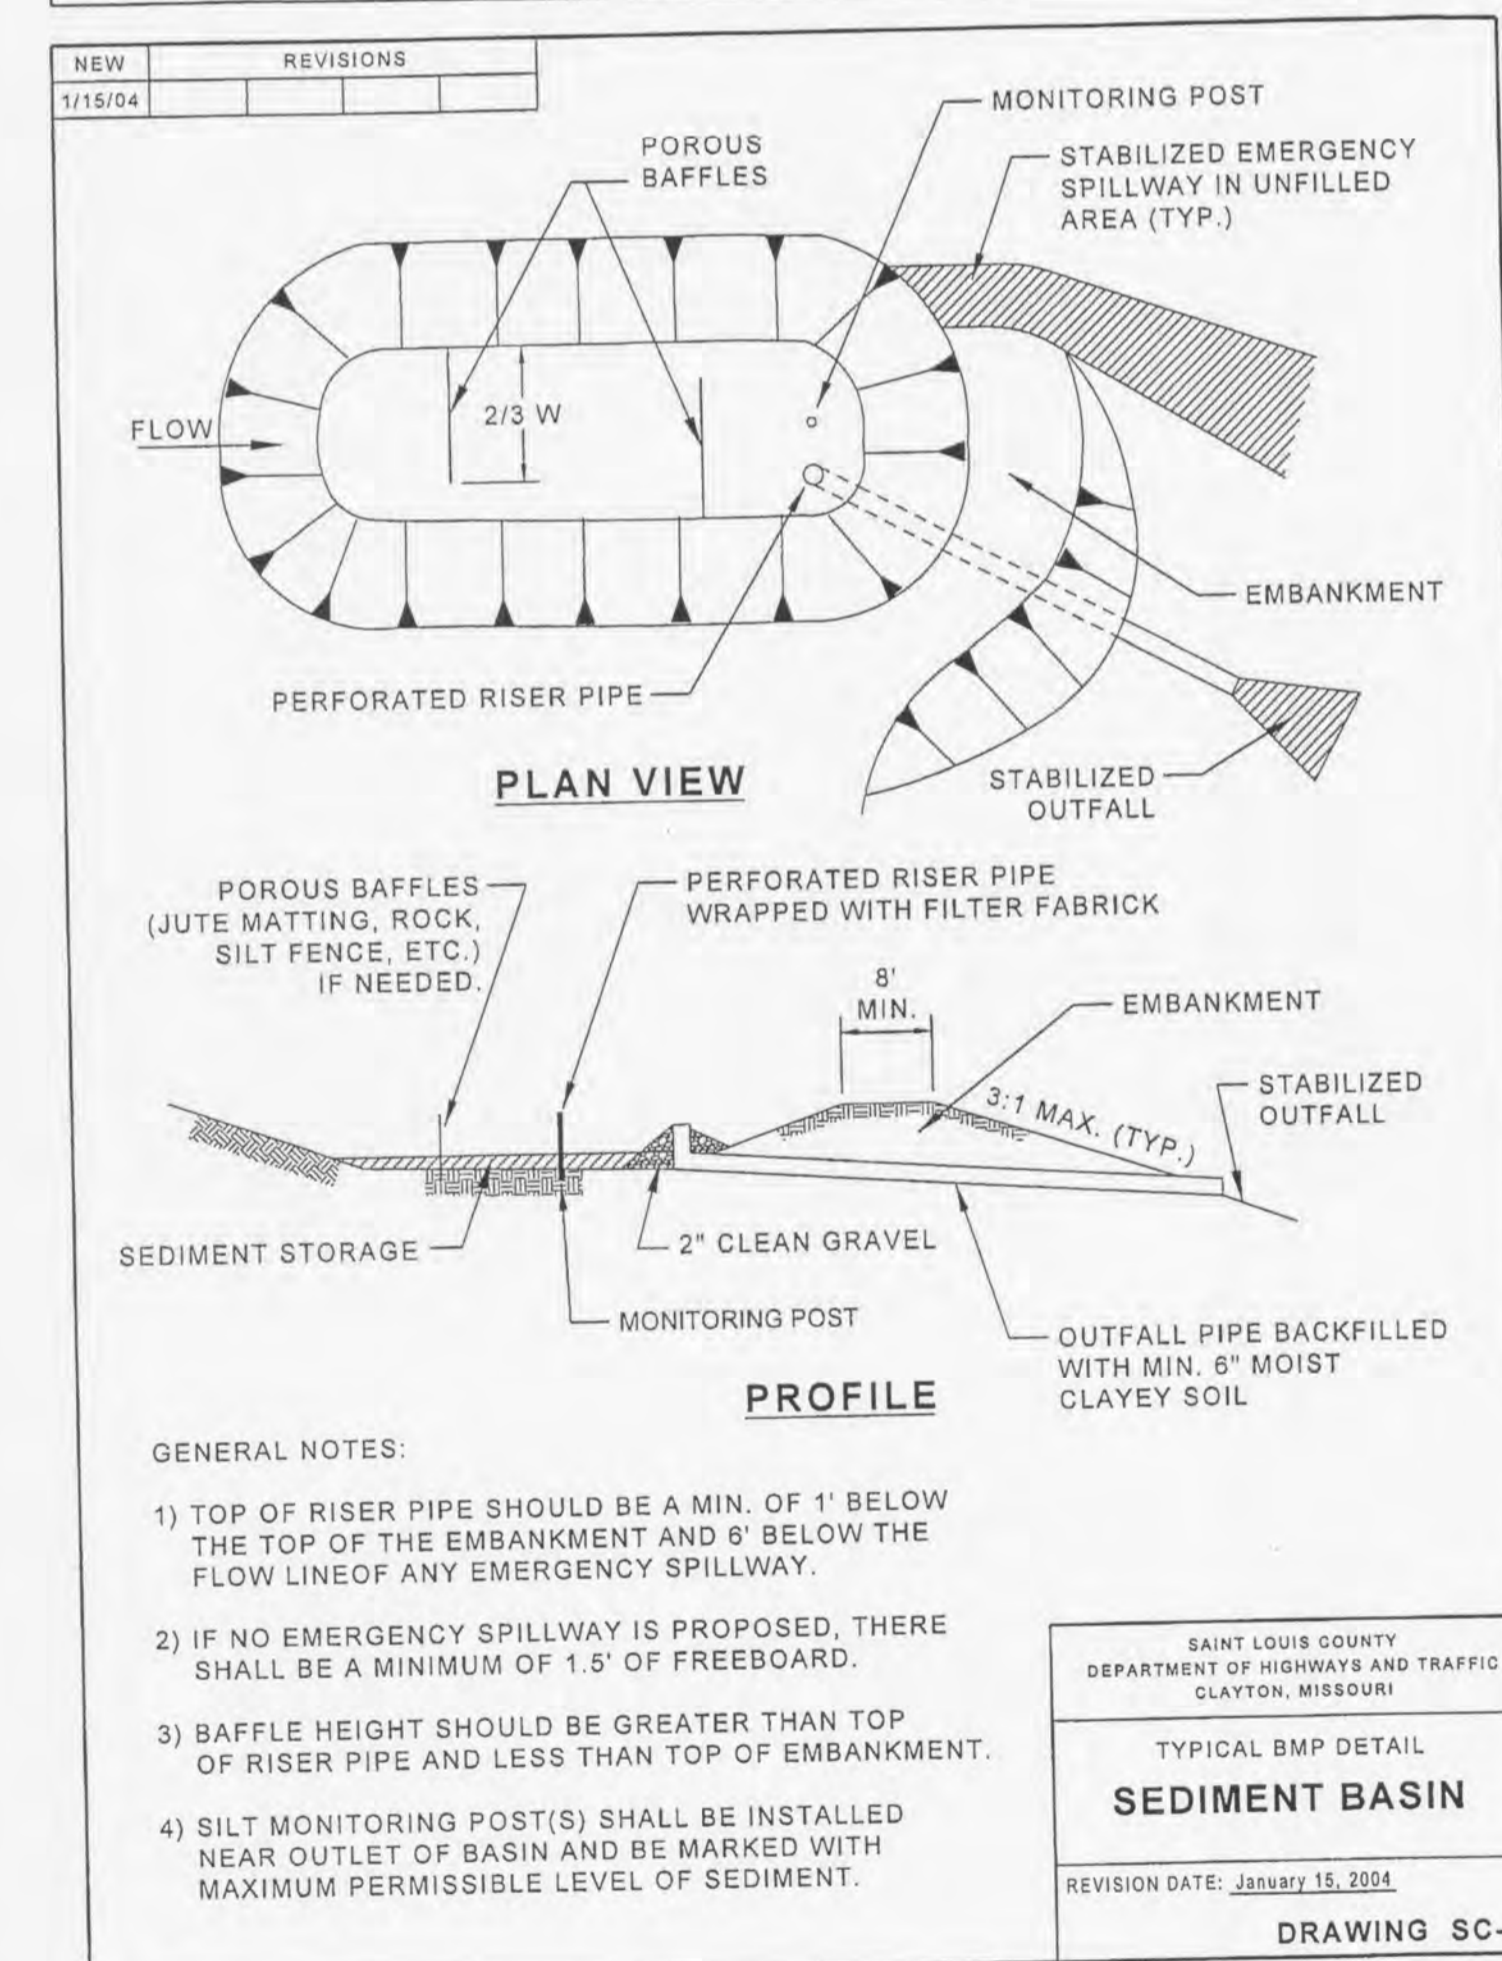 NEW
REVISIONS
1/15/04
MONITORING POST
POROUS
BAFFLES
STABILIZED EMERGENCY
SPILLWAY IN UNFILLED
AREA (TYP.)
2/3 W
FLOW
EMBANKMENT
PERFORATED RISER PIPE
PLAN VIEW
STABILIZED
OUTFALL
POROUS BAFFLES
(JUTE MATTING, ROCK,
SILT FENCE, ETC.)
IF NEEDED.
PERFORATED RISER PIPE
WRAPPED WITH FILTER FABRICK
8'
MIN.
EMBANKMENT
3:1 MAX. (TYP.)
STABILIZED
OUTFALL
SEDIMENT STORAGE
2" CLEAN GRAVEL
MONITORING POST
OUTFALL PIPE BACKFILLED
WITH MIN. 6" MOIST
CLAYEY SOIL
PROFILE
GENERAL NOTES:
1) TOP OF RISER PIPE SHOULD BE A MIN. OF 1' BELOW
THE TOP OF THE EMBANKMENT AND 6' BELOW THE
FLOW LINEOF ANY EMERGENCY SPILLWAY.
2) IF NO EMERGENCY SPILLWAY IS PROPOSED, THERE
SHALL BE A MINIMUM OF 1.5' OF FREEBOARD.
3) BAFFLE HEIGHT SHOULD BE GREATER THAN TOP
OF RISER PIPE AND LESS THAN TOP OF EMBANKMENT.
4) SILT MONITORING POST(S) SHALL BE INSTALLED
NEAR OUTLET OF BASIN AND BE MARKED WITH
MAXIMUM PERMISSIBLE LEVEL OF SEDIMENT.
SAINT LOUIS COUNTY
DEPARTMENT OF HIGHWAYS AND TRAFFIC
CLAYTON, MISSOURI
TYPICAL BMP DETAIL
SEDIMENT BASIN
REVISION DATE: January 15, 2004
DRAWING SC-